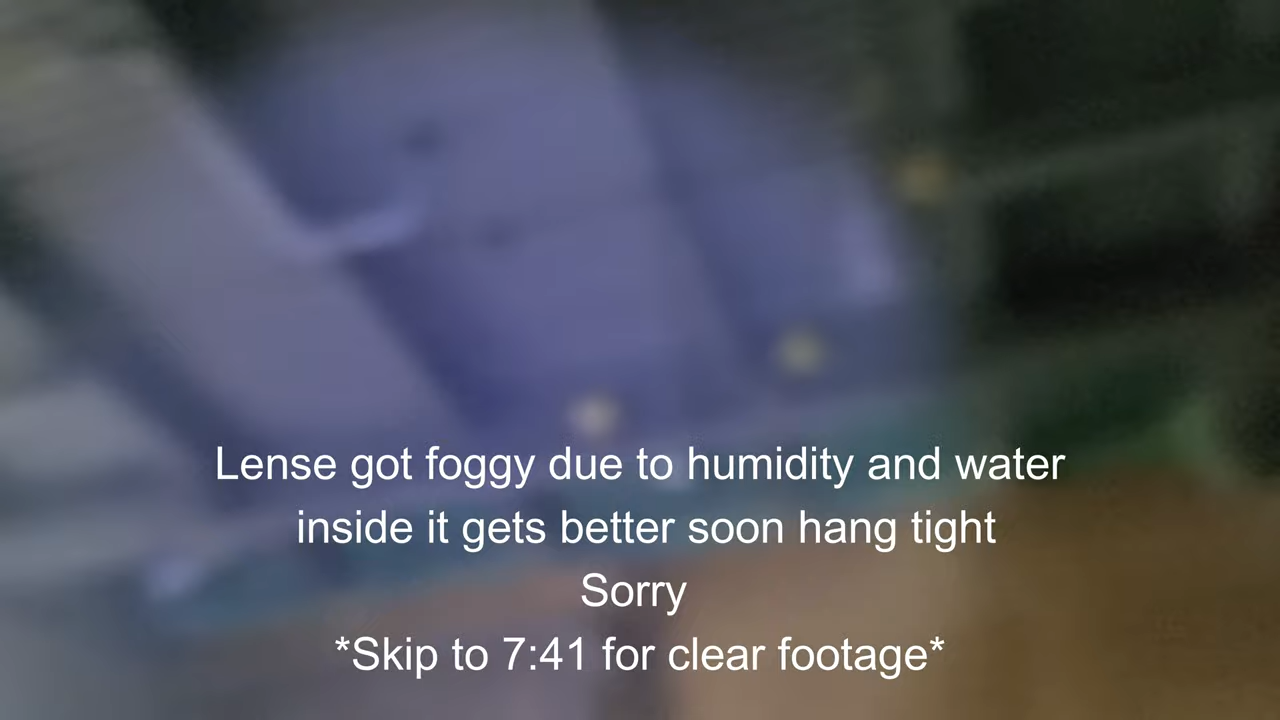 Lense got foggy due to humidity and water
inside it gets better soon hang tight
Sorry
*Skip to 7:41 for clear footage*